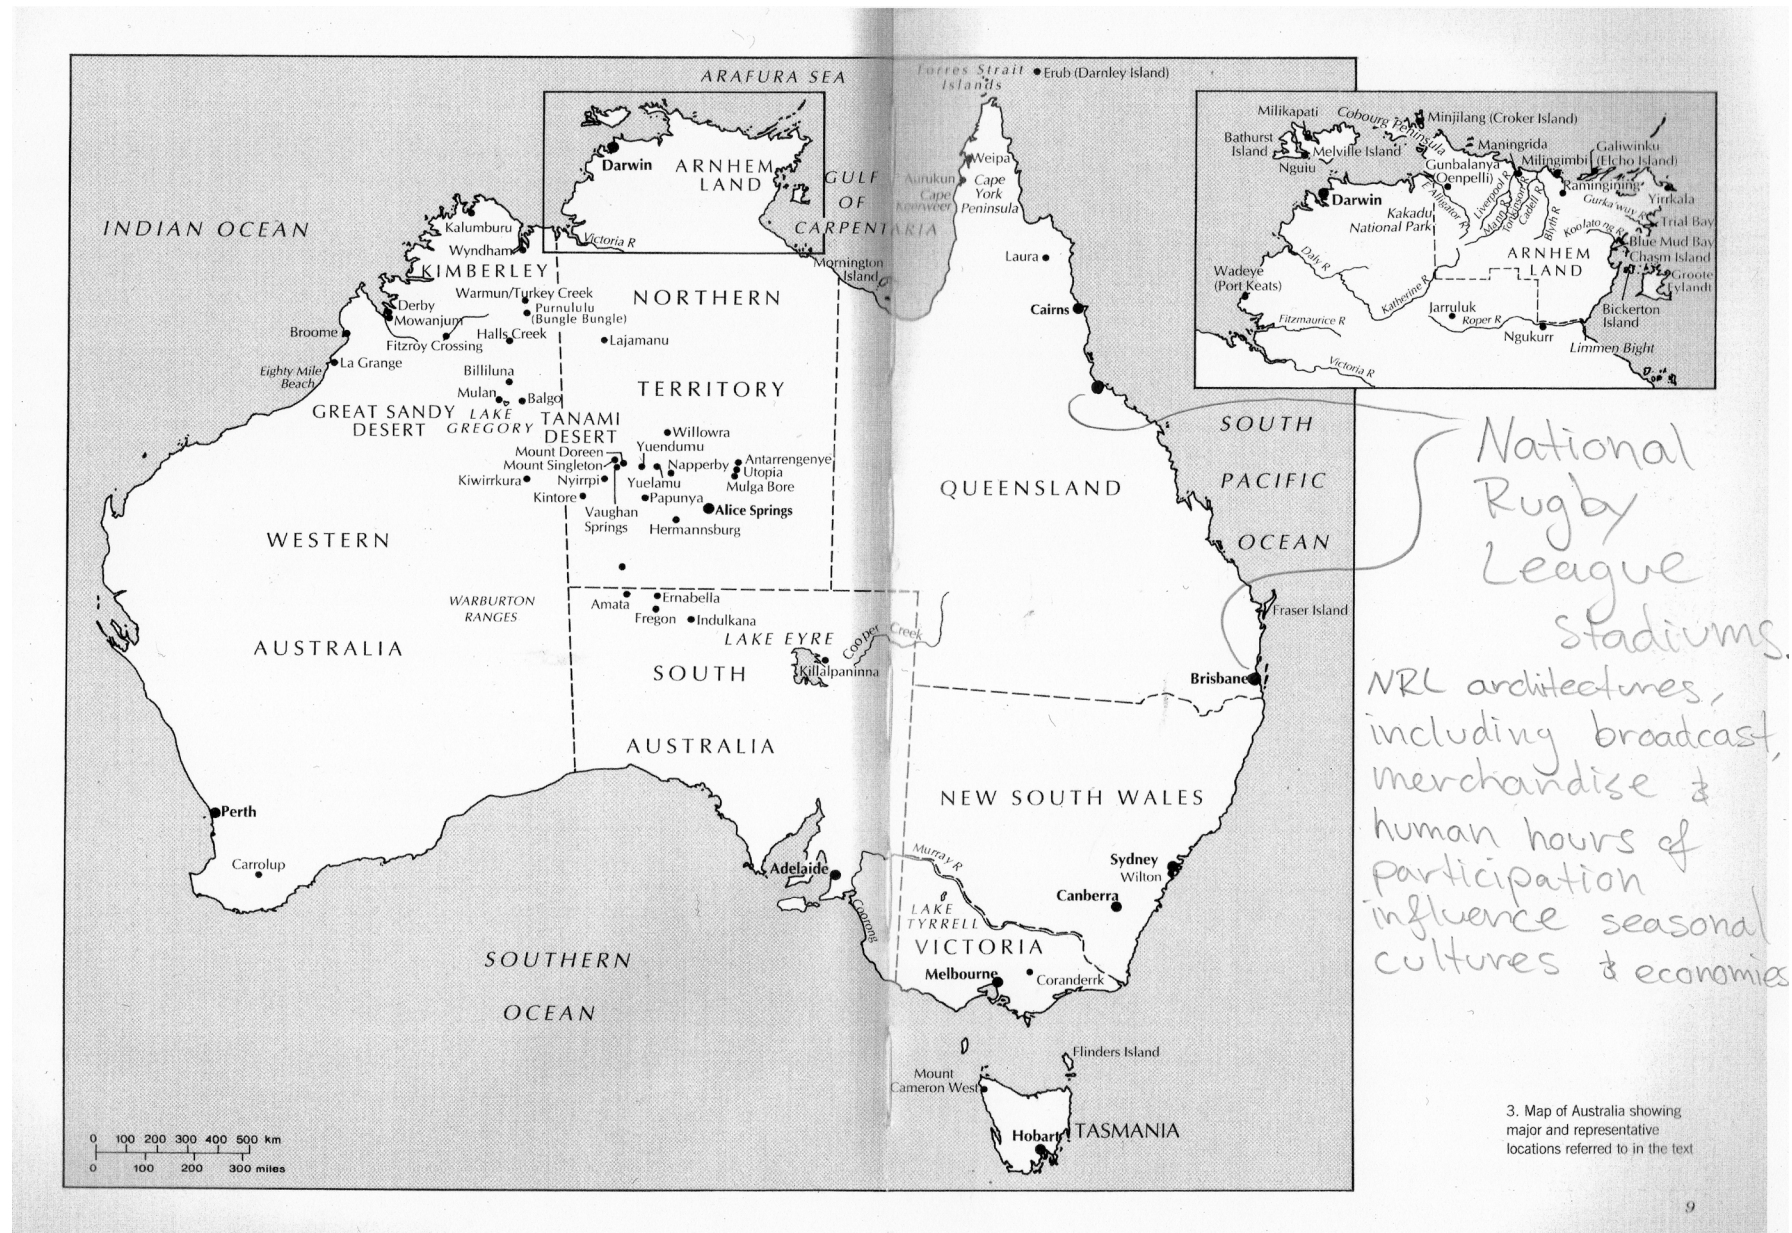 ARAFURA SEA
Torres Strait
Islands
Erub (Darnley Island)
Darwin
ARNHEM
LAND
GULF
OF
CARPENTARIA
Weipa
Aurukun
Cape
Keerweer
Cape
York
Peninsula
INDIAN OCEAN
Kalumburu
Wyndham
Victoria R
KIMBERLEY
Mornington
Island
Laura
Warmun/Turkey Creek
Purnululu
(Bungle Bungle)
NORTHERN
Derby
Mowanjum
Broome
Fitzroy Crossing
Halls Creek
Lajamanu
Cairns
La Grange
Eighty Mile
Beach
Billiluna
Mulan
Balgo
TERRITORY
GREAT SANDY
DESERT
LAKE
GREGORY
TANAMI
DESERT
Willowra
Mount Doreen
Yuendumu
Mount Singleton
Napperby
Antarrengenye
Utopia
Mulga Bore
Kiwirrkura
Nyirrpi
Yuelamu
Kintore
Papunya
Vaughan
Springs
Alice Springs
Hermannsburg
QUEENSLAND
SOUTH
PACIFIC
OCEAN
WESTERN
AUSTRALIA
WARBURTON
RANGES
Amata
Ernabella
Fregon
Indulkana
LAKE EYRE
Cooper Creek
Killalpaninna
Fraser Island
SOUTH
AUSTRALIA
Brisbane
NEW SOUTH WALES
Perth
Carrolup
Adelaide
Murray R
Sydney
Wilton
Canberra
Coorong
LAKE
TYRRELL
VICTORIA
Melbourne
Coranderrk
SOUTHERN
OCEAN
Flinders Island
Mount
Cameron West
Hobart
TASMANIA
0 100 200 300 400 500 km
0 100 200 300 miles
Milikapati
Cobourg Peninsula
Minjilang (Croker Island)
Bathurst
Island
Melville Island
Nguiu
Maningrida
Galiwinku
(Elcho Island)
Milingimbi
Gunbalanya
(Oenpelli)
Ramingining
Yirrkala
Darwin
E. Alligator R
Liverpool R
Mann R
Tomkinson R
Cadell R
Blyth R
Gurka'wuy R
Trial Bay
Kakadu
National Park
Koolatong R
Blue Mud Bay
ARNHEM
LAND
Chasm Island
Groote
Eylandt
Daly R
Wadeye
(Port Keats)
Katherine R
Jarruluk
Bickerton
Island
Fitzmaurice R
Roper R
Ngukurr
Limmen Bight
Victoria R
National
Rugby
League
stadiums.
NRL architectures,
including broadcast,
merchandise &
human hours of
participation
influence seasonal
cultures & economies
3. Map of Australia showing
major and representative
locations referred to in the text
9